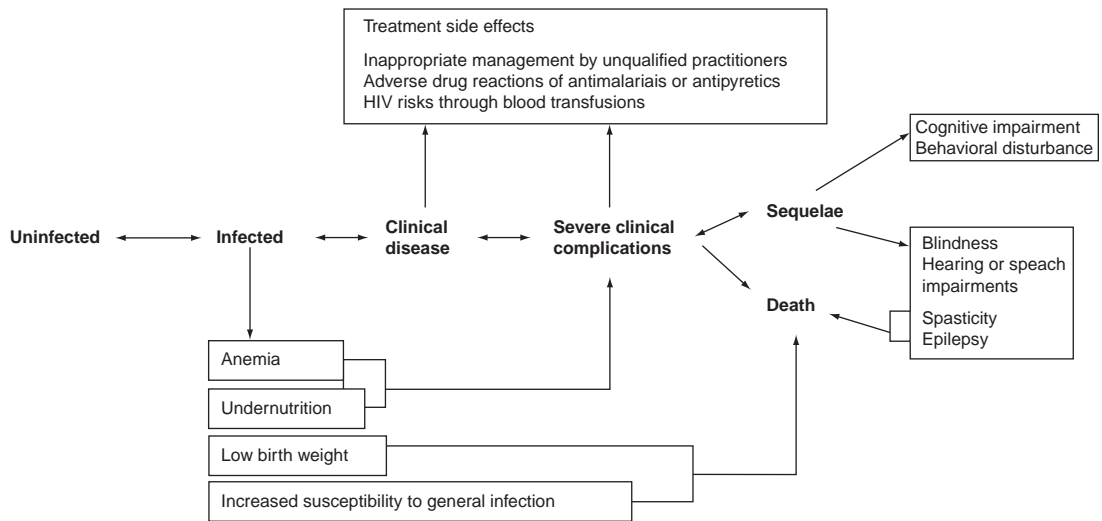 Treatment side effects
Inappropriate management by unqualified practitioners
Adverse drug reactions of antimalariais or antipyretics
HIV risks through blood transfusions
Cognitive impairment
Behavioral disturbance
Uninfected
Infected
Clinical
disease
Severe clinical
complications
Sequelae
Death
Blindness
Hearing or speach
impairments
Spasticity
Epilepsy
Anemia
Undernutrition
Low birth weight
Increased susceptibility to general infection